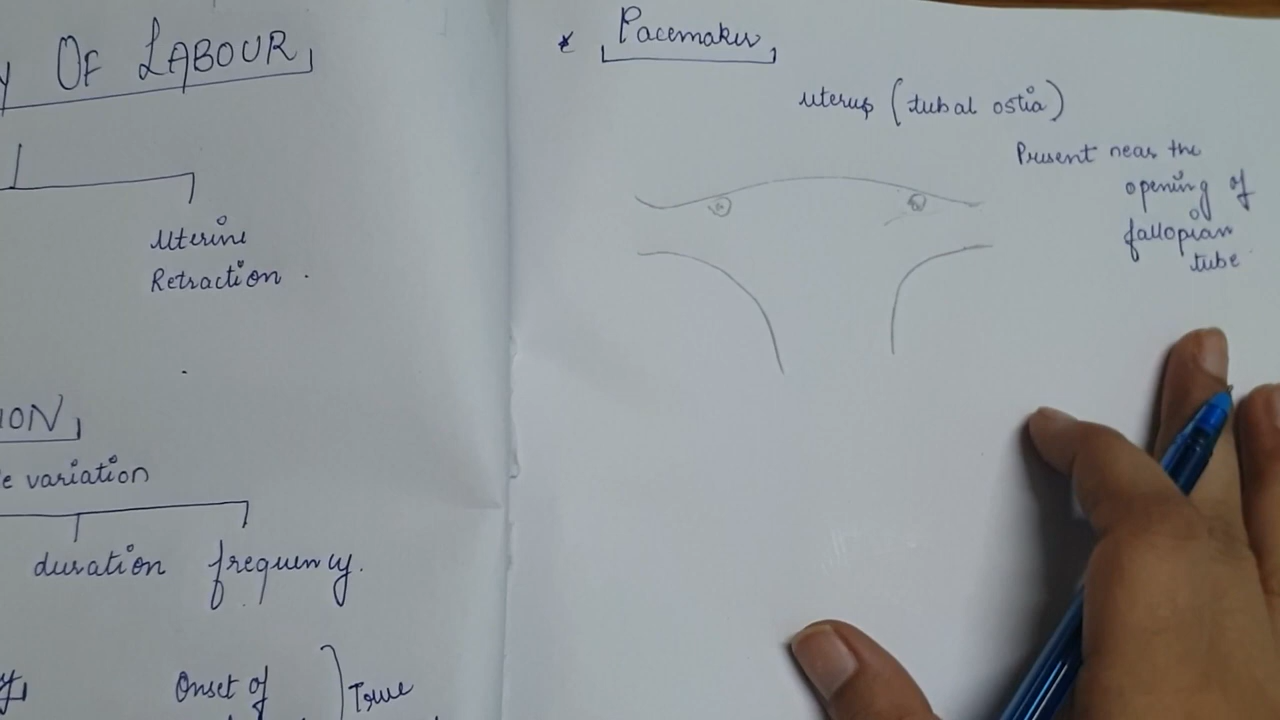 OF LABOUR
Uterine
Retraction.
variation
duration frequency.
Onset of
True
* Pacemaker
uterus (tubal ostia)
Present near the
opening of
fallopian
tube